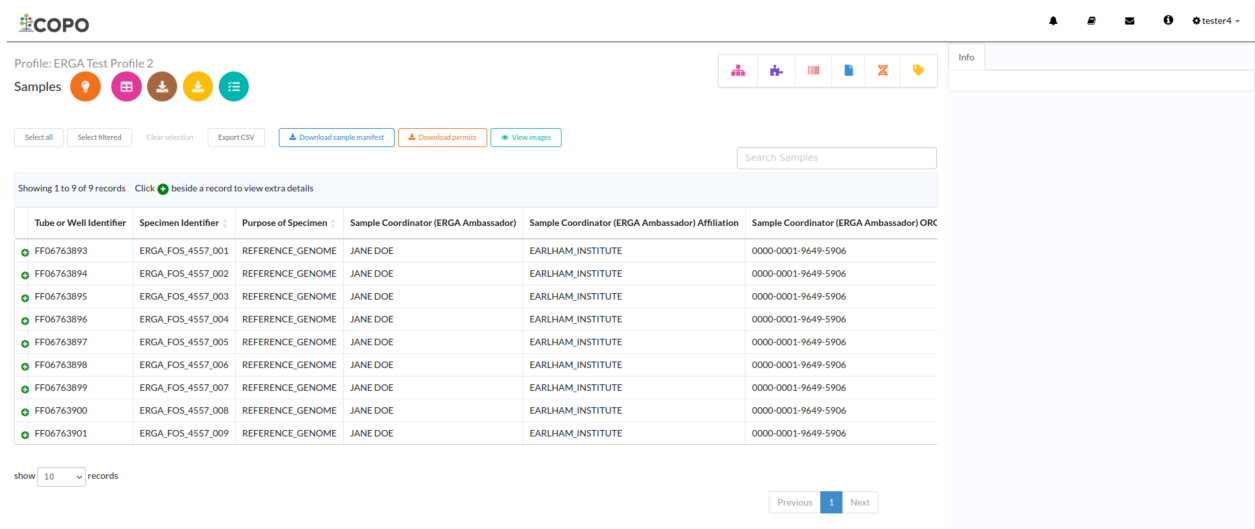 COPO
tester4
Profile: ERGA Test Profile 2
Samples
Info
Select all Select filtered Clear selection Export CSV Download sample manifest Download permits View images
Search Samples
Showing 1 to 9 of 9 records Click beside a record to view extra details
Tube or Well Identifier Specimen Identifier Purpose of Specimen Sample Coordinator (ERGA Ambassador) Sample Coordinator (ERGA Ambassador) Affiliation Sample Coordinator (ERGA Ambassador) ORC
FF06763893 ERGA_FOS_4557_001 REFERENCE_GENOME JANE DOE EARLHAM_INSTITUTE 0000-0001-9649-5906
FF06763894 ERGA_FOS_4557_002 REFERENCE_GENOME JANE DOE EARLHAM_INSTITUTE 0000-0001-9649-5906
FF06763895 ERGA_FOS_4557_003 REFERENCE_GENOME JANE DOE EARLHAM_INSTITUTE 0000-0001-9649-5906
FF06763896 ERGA_FOS_4557_004 REFERENCE_GENOME JANE DOE EARLHAM_INSTITUTE 0000-0001-9649-5906
FF06763897 ERGA_FOS_4557_005 REFERENCE_GENOME JANE DOE EARLHAM_INSTITUTE 0000-0001-9649-5906
FF06763898 ERGA_FOS_4557_006 REFERENCE_GENOME JANE DOE EARLHAM_INSTITUTE 0000-0001-9649-5906
FF06763899 ERGA_FOS_4557_007 REFERENCE_GENOME JANE DOE EARLHAM_INSTITUTE 0000-0001-9649-5906
FF06763900 ERGA_FOS_4557_008 REFERENCE_GENOME JANE DOE EARLHAM_INSTITUTE 0000-0001-9649-5906
FF06763901 ERGA_FOS_4557_009 REFERENCE_GENOME JANE DOE EARLHAM_INSTITUTE 0000-0001-9649-5906
show 10 records
Previous 1 Next